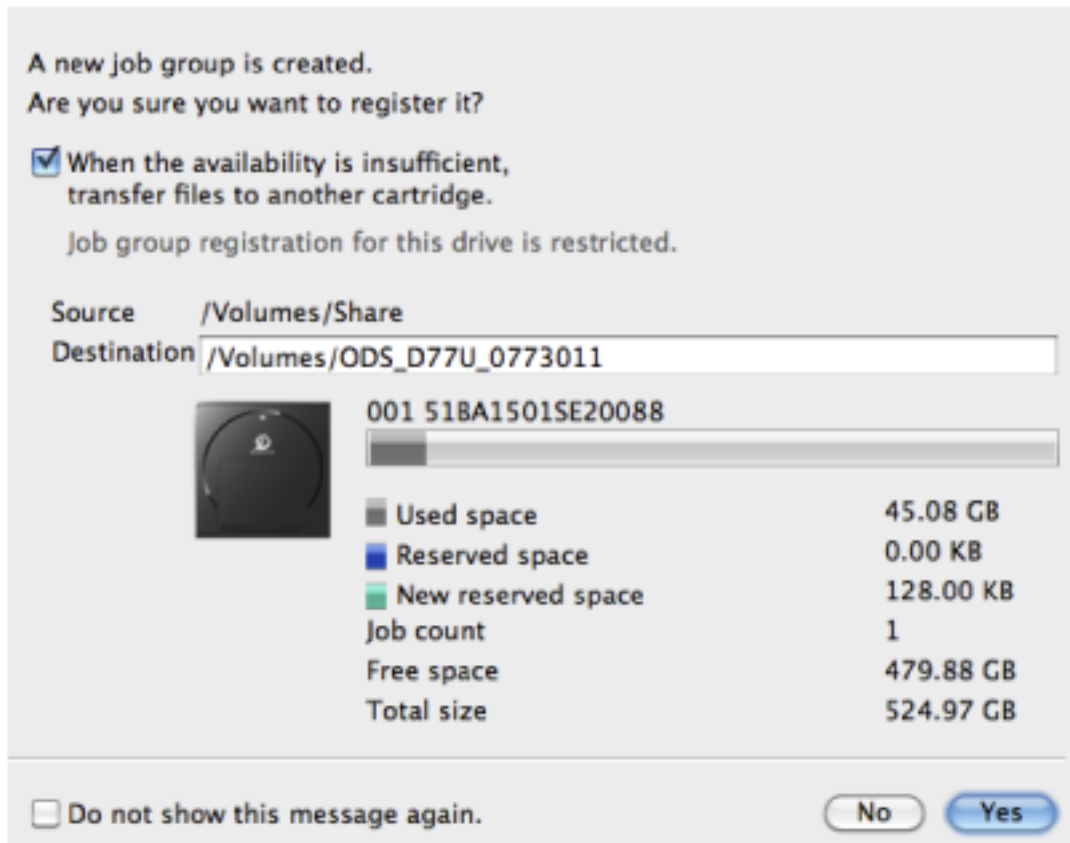 A new job group is created.
Are you sure you want to register it?
When the availability is insufficient,
transfer files to another cartridge.
Job group registration for this drive is restricted.
Source /Volumes/Share
Destination /Volumes/ODS_D77U_0773011
001 51BA1501SE20088
Used space 45.08 GB
Reserved space 0.00 KB
New reserved space 128.00 KB
Job count 1
Free space 479.88 GB
Total size 524.97 GB
Do not show this message again. No Yes